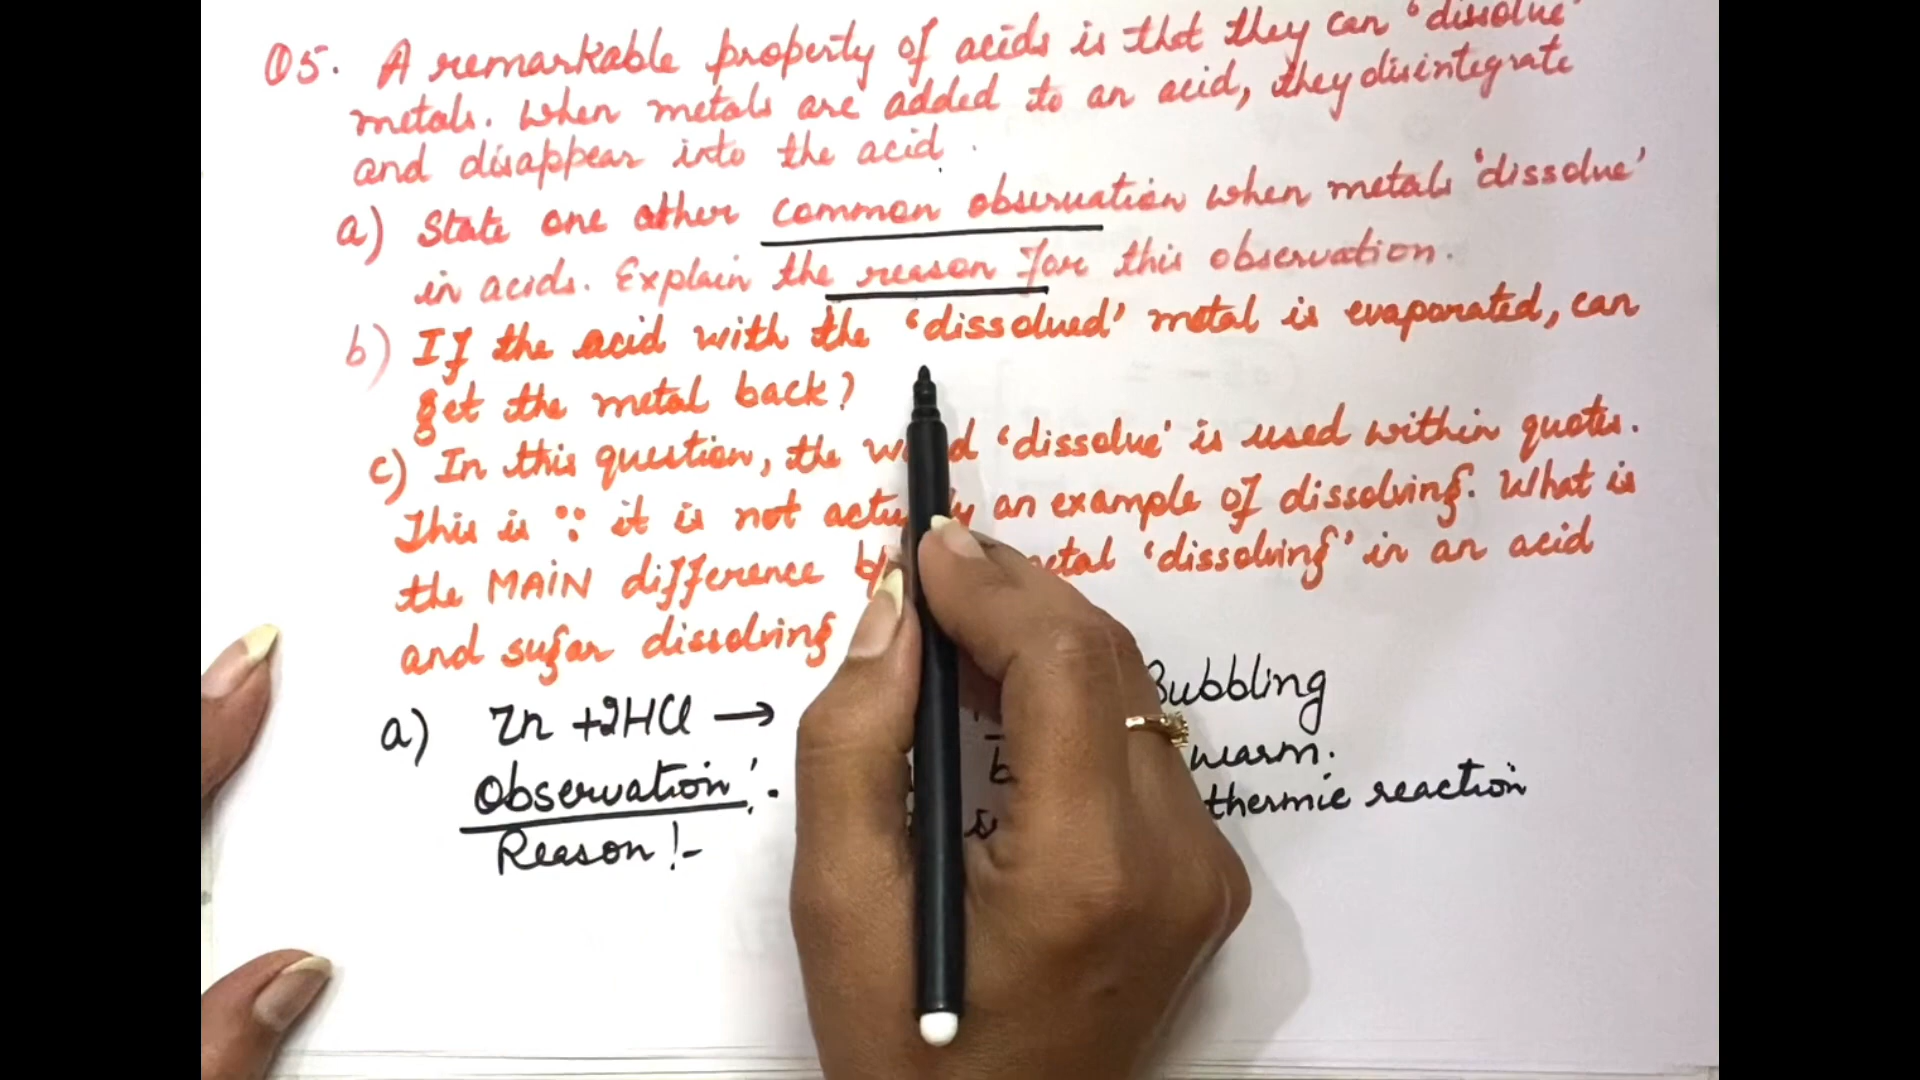 Q5. A remarkable property of acids is that they can 'dissolve'
metals. When metals are added to an acid, they disintegrate
and disappear into the acid.
a) State one other common observation when metals 'dissolve'
in acids. Explain the reason for this observation.
b) If the acid with the 'dissolved' metal is evaporated, can
get the metal back?
c) In this question, the word 'dissolve' is used within quotes.
This is ∵ it is not actually an example of dissolving. What is
the MAIN difference metal 'dissolving' in an acid
and sugar dissolving
a) Zn + 2HCl → Bubbling
Observation :- warm.
Reason :- thermic reaction